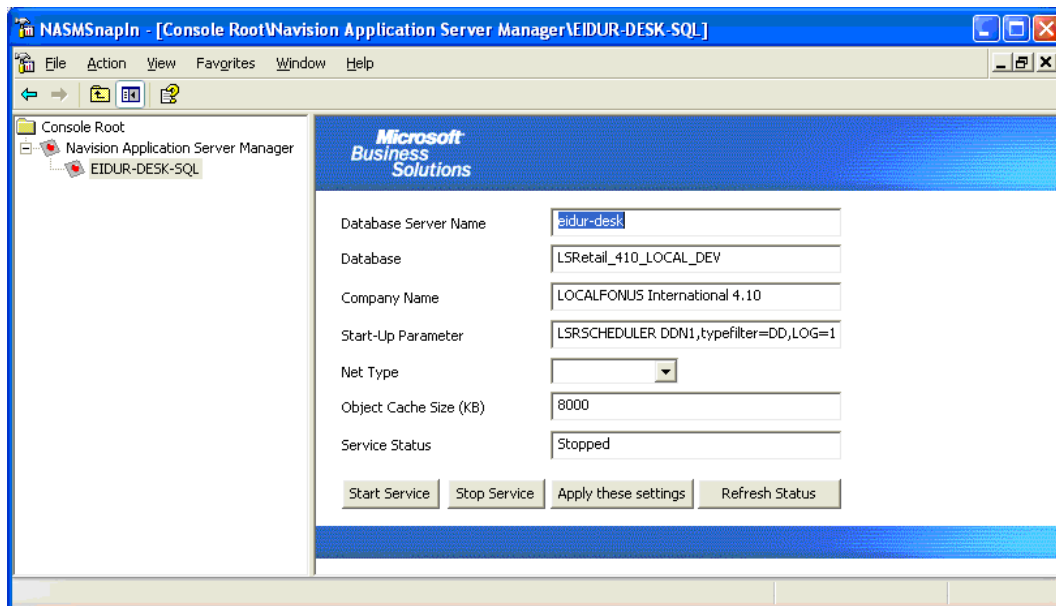 NASMSnapIn - [Console Root\Navision Application Server Manager\EIDUR-DESK-SQL]
File Action View Favorites Window Help
Console Root
Navision Application Server Manager
EIDUR-DESK-SQL
Microsoft
Business
Solutions
Database Server Name eidur-desk
Database LSRetail_410_LOCAL_DEV
Company Name LOCALFONUS International 4.10
Start-Up Parameter LSRSCHEDULER DDN1,typefilter=DD,LOG=1
Net Type
Object Cache Size (KB) 8000
Service Status Stopped
Start Service Stop Service Apply these settings Refresh Status